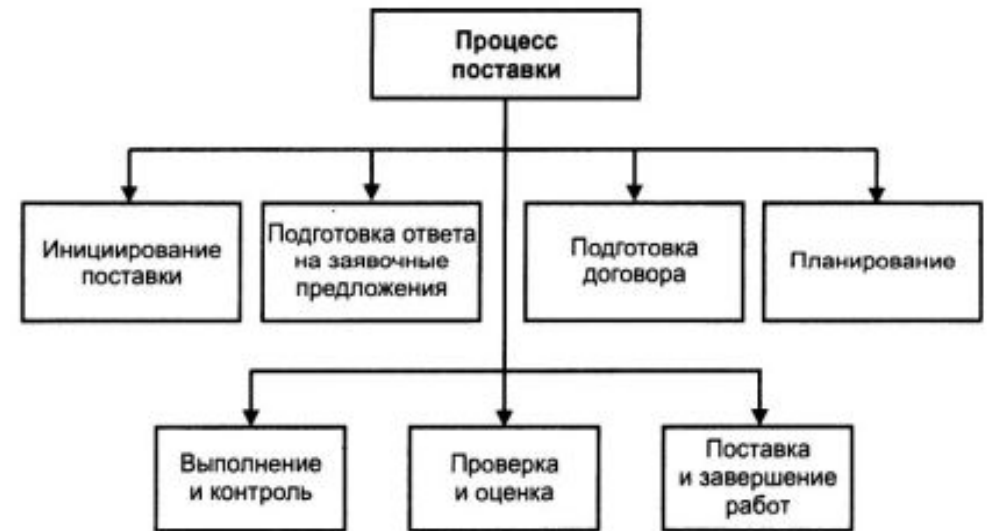 Процесс
поставки
Инициирование
поставки
Подготовка ответа
на заявочные
предложения
Подготовка
договора
Планирование
Выполнение
и контроль
Проверка
и оценка
Поставка
и завершение
работ